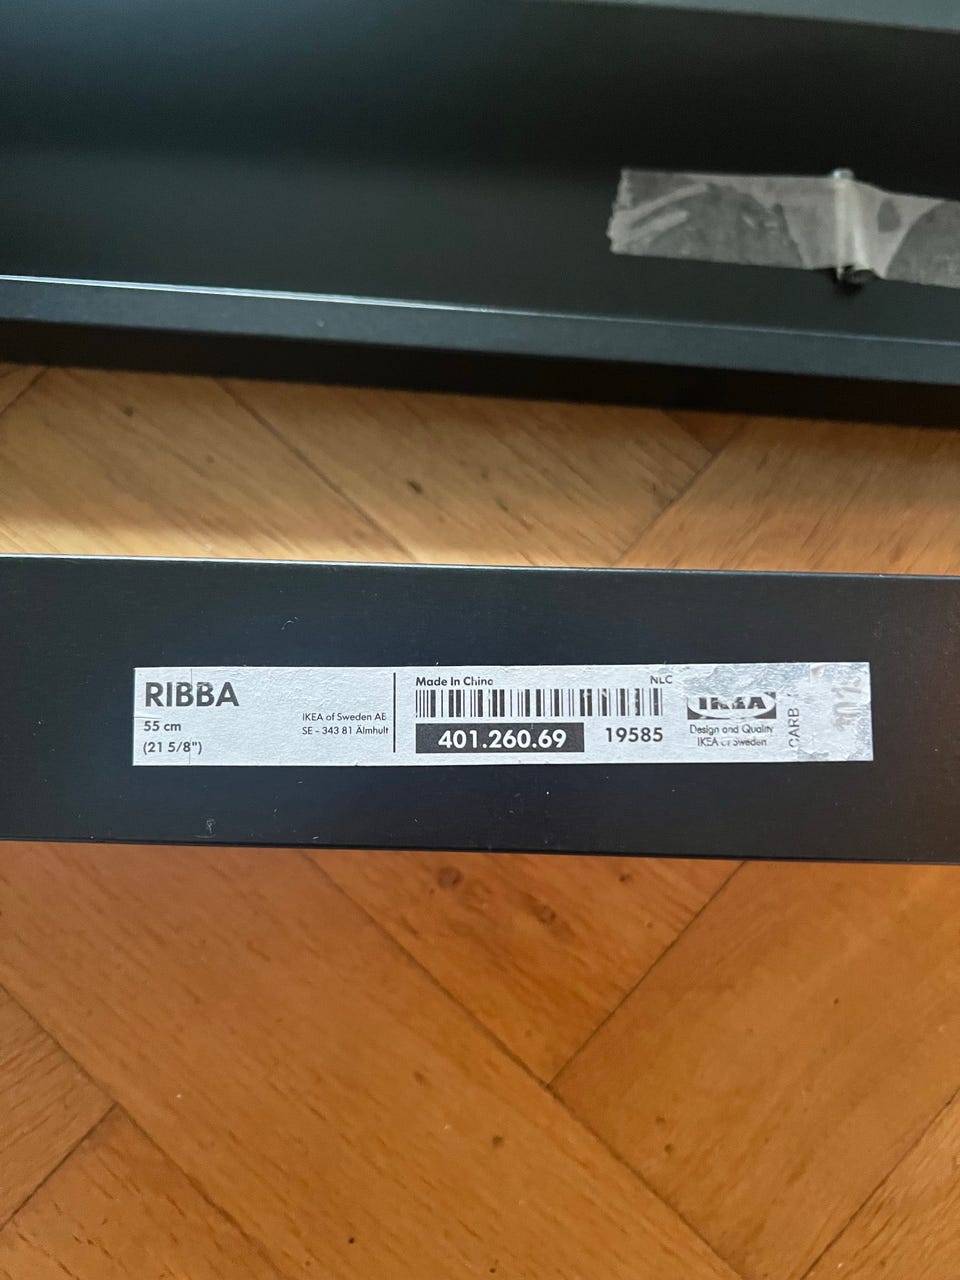 RIBBA
55 cm
(21 5/8")
IKEA of Sweden AB
SE - 343 81 Älmhult
Made In China
NLC
401.260.69
19585
IKEA
Design and Quality
IKEA of Sweden
CARB